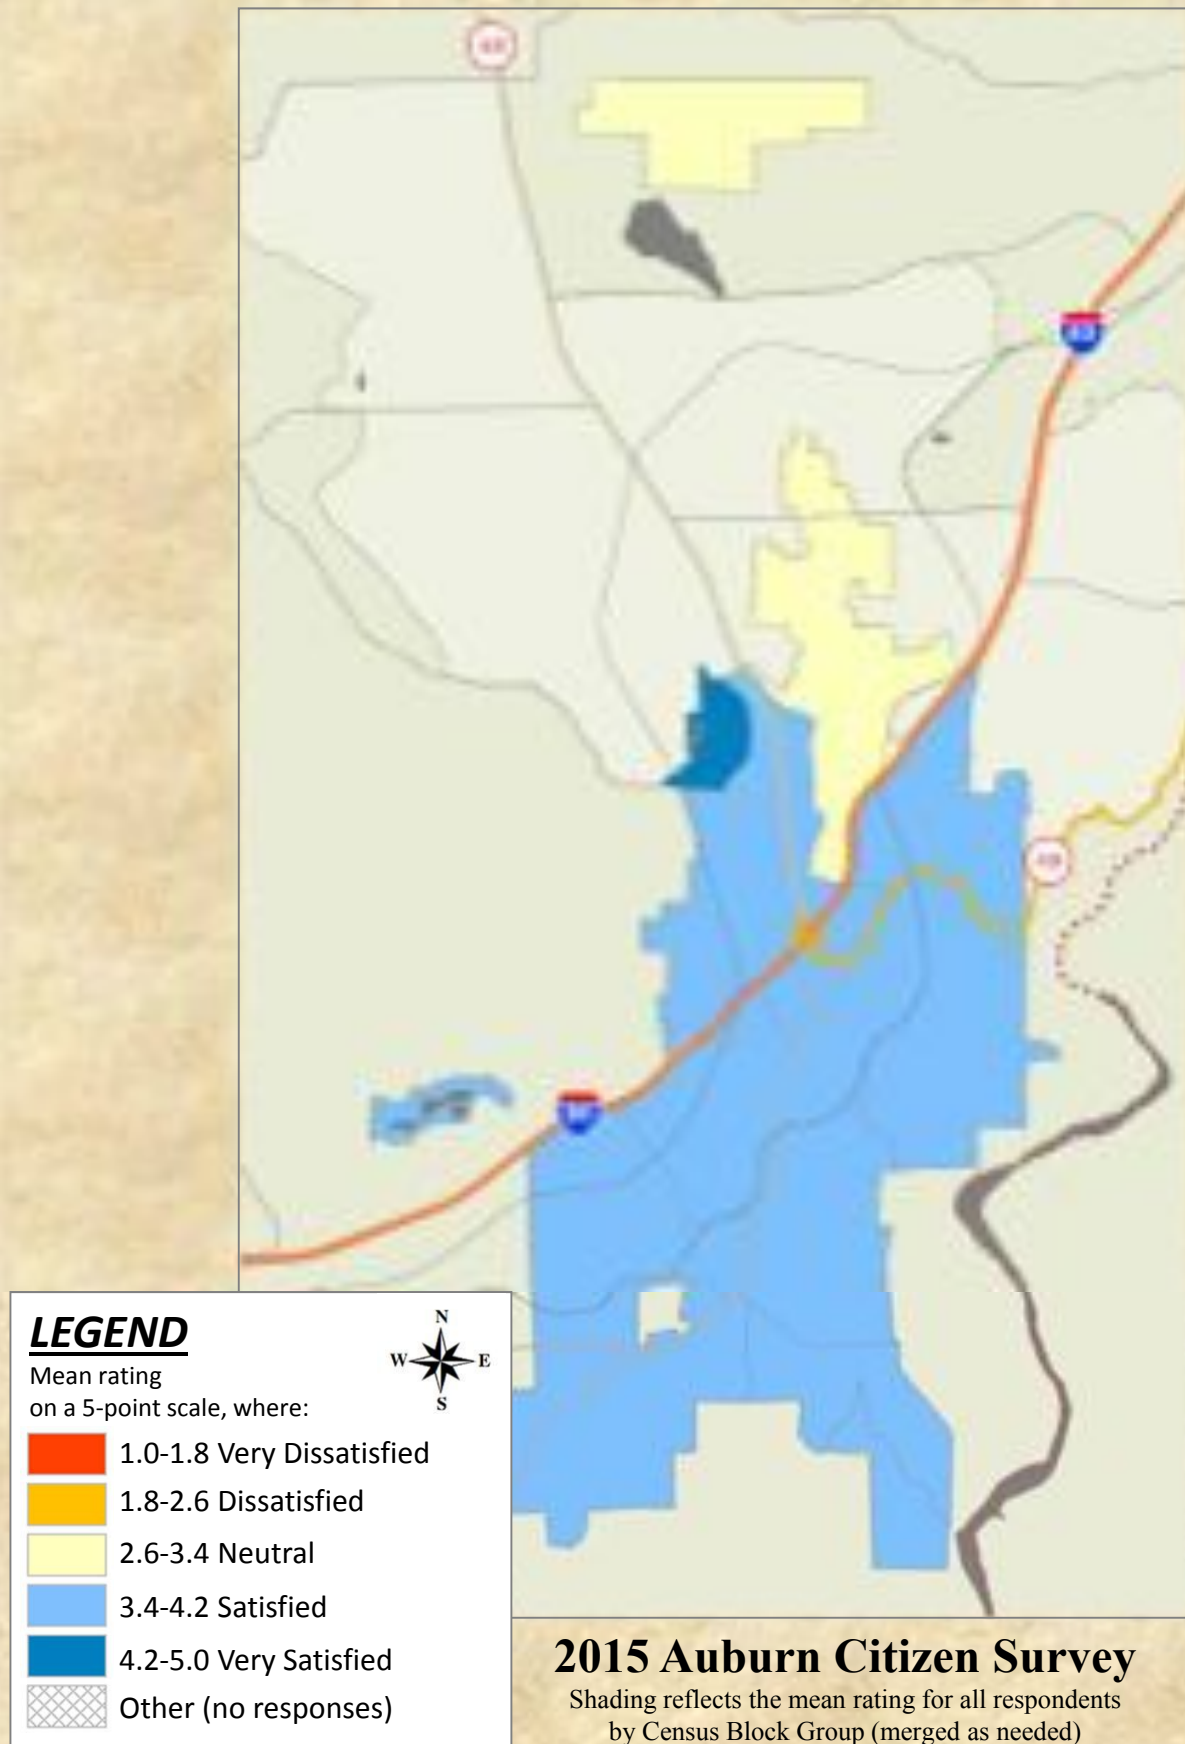 LEGEND
Mean rating
on a 5-point scale, where:
N
W
E
S
1.0-1.8 Very Dissatisfied
1.8-2.6 Dissatisfied
2.6-3.4 Neutral
3.4-4.2 Satisfied
4.2-5.0 Very Satisfied
Other (no responses)
2015 Auburn Citizen Survey
Shading reflects the mean rating for all respondents
by Census Block Group (merged as needed)